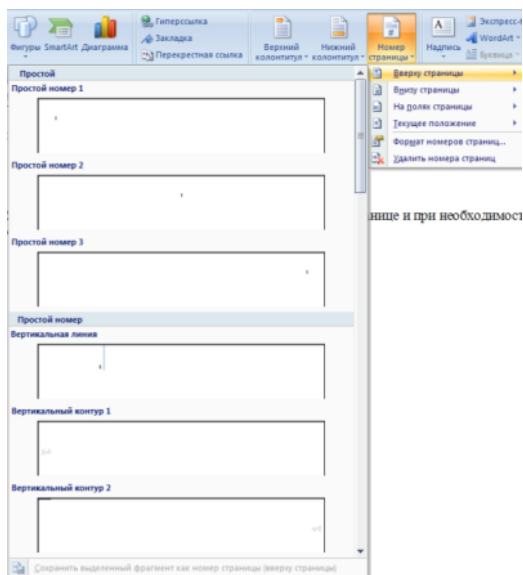 Фигуры SmartArt Диаграмма
Гиперссылка
Закладка
Перекрестная ссылка
Верхний колонтитул
Нижний колонтитул
Номер страницы
Надпись
Экспресс-
WordArt
Буквица
Вверху страницы
Внизу страницы
На полях страницы
Текущее положение
Формат номеров страниц...
Удалить номера страниц
Простой
Простой номер 1
Простой номер 2
Простой номер 3
нице и при необходимост
Простой номер
Вертикальная линия
Вертикальный контур 1
Вертикальный контур 2
Сохранить выделенный фрагмент как номер страницы (вверху страницы)